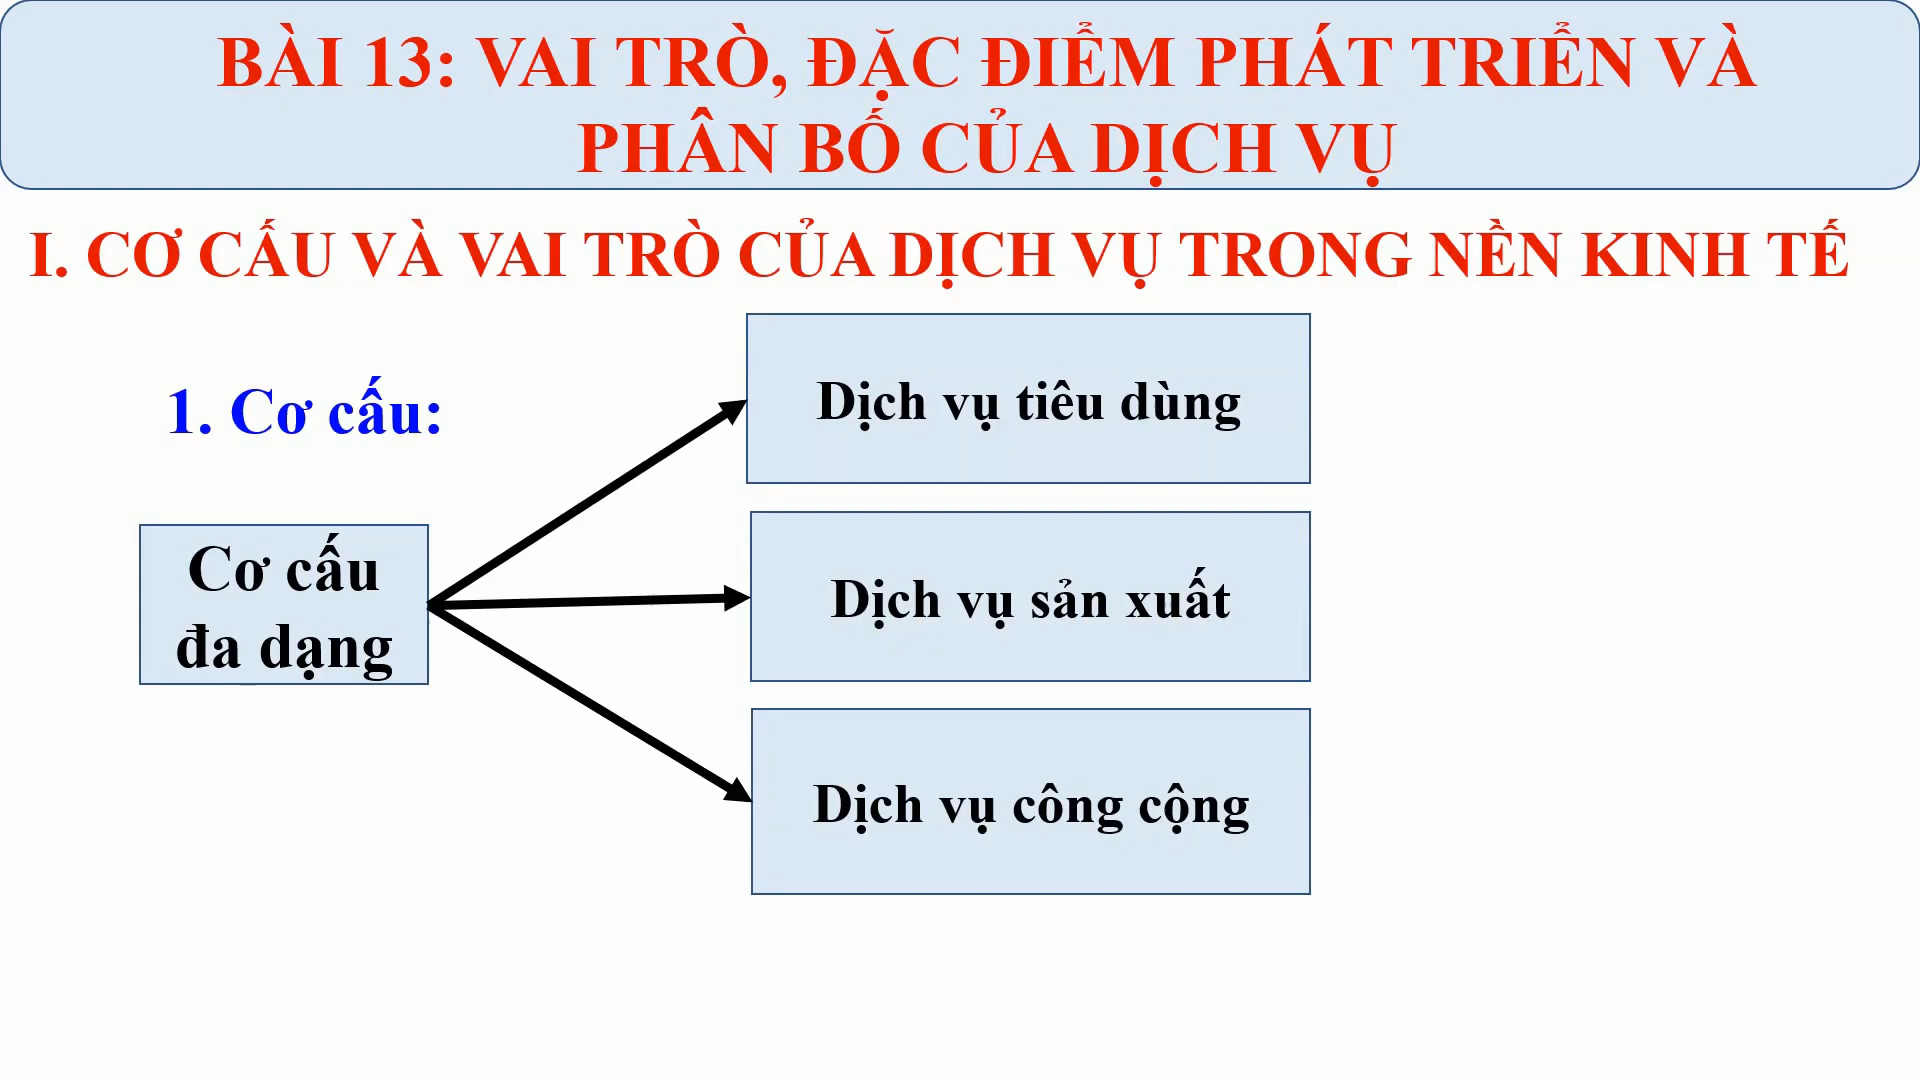 BÀI 13: VAI TRÒ, ĐẶC ĐIỂM PHÁT TRIỂN VÀ
PHÂN BỐ CỦA DỊCH VỤ
I. CƠ CẤU VÀ VAI TRÒ CỦA DỊCH VỤ TRONG NỀN KINH TẾ
1. Cơ cấu:
Cơ cấu
đa dạng
Dịch vụ tiêu dùng
Dịch vụ sản xuất
Dịch vụ công cộng